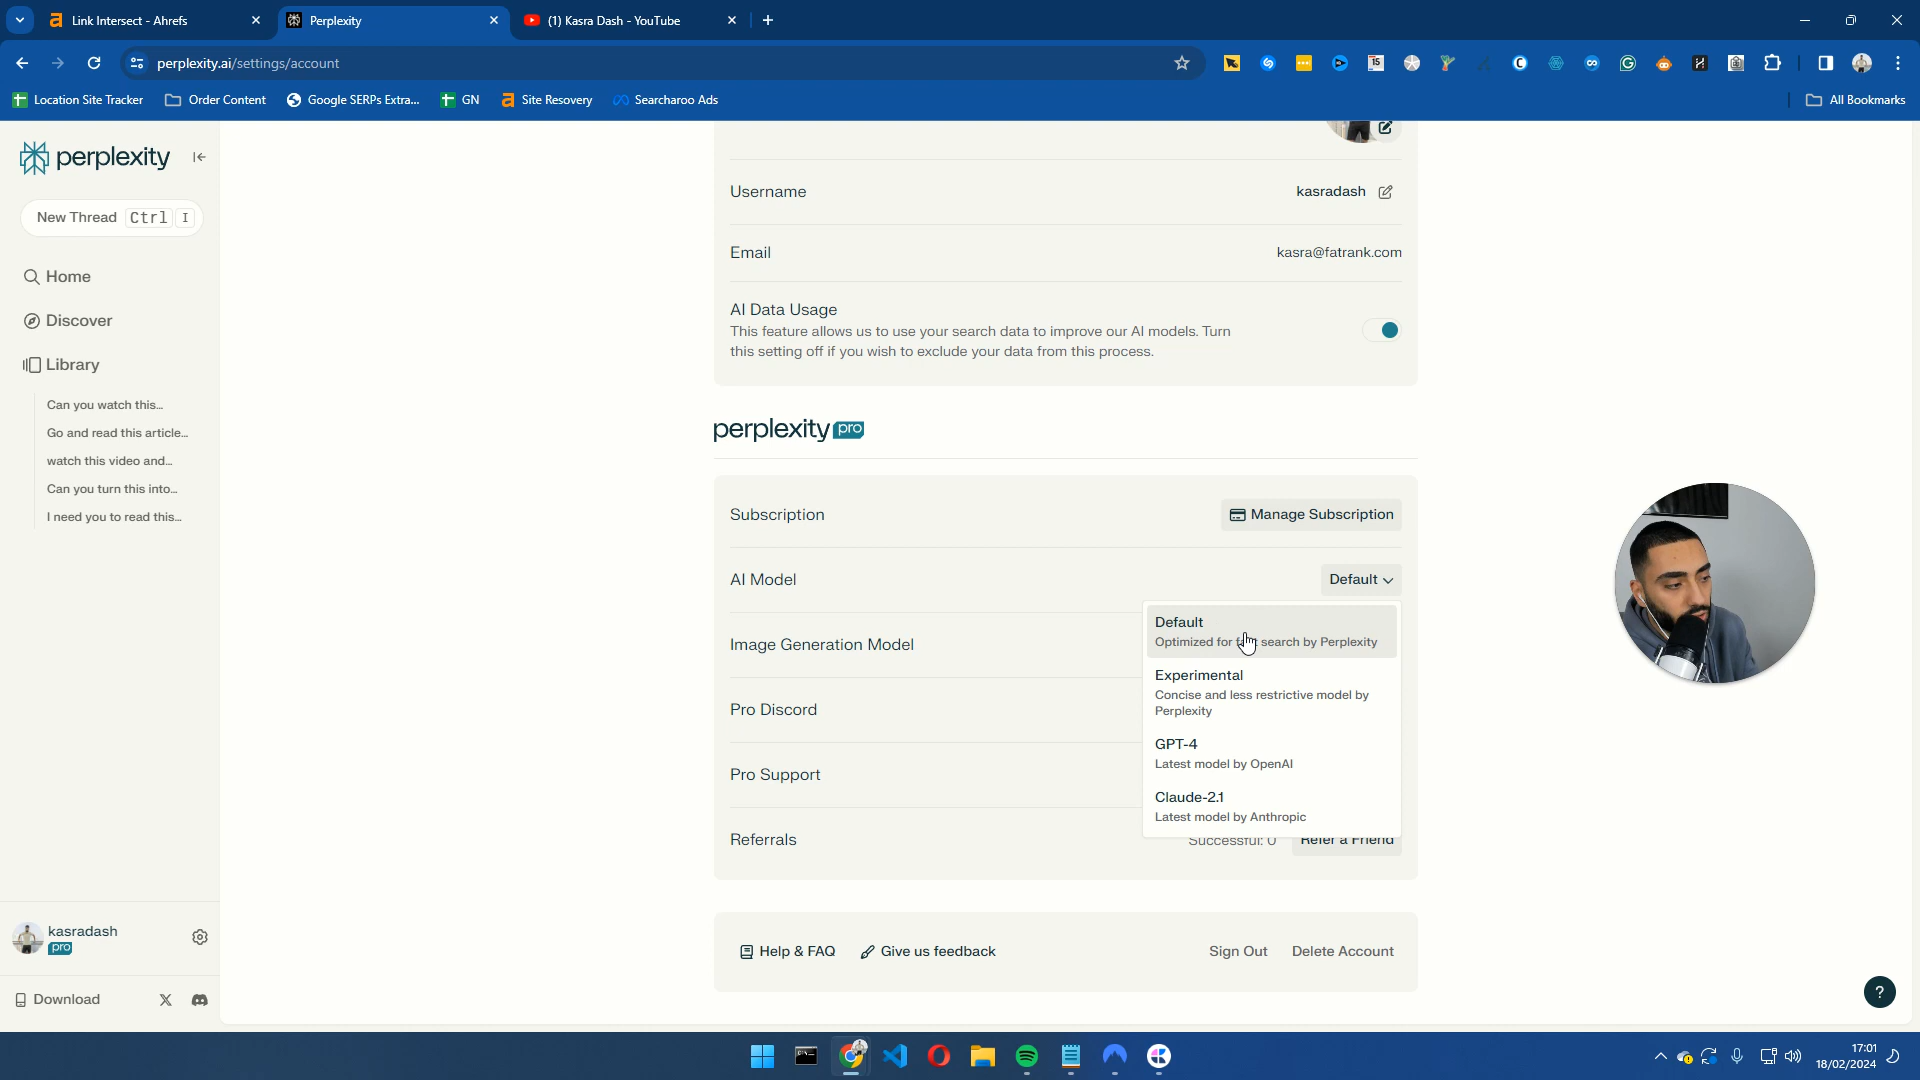 Link Intersect - Ahrefs
Perplexity
(1) Kasra Dash - YouTube
perplexity.ai/settings/account
Location Site Tracker
Order Content
Google SERPs Extra...
GN
Site Recovery
Searcharoo Ads
All Bookmarks
perplexity
New Thread Ctrl I
Home
Discover
Library
Can you watch this...
Go and read this article...
watch this video and...
Can you turn this into...
I need you to read this...
kasradash
pro
Download
Username
kasradash
Email
kasra@fatrank.com
AI Data Usage
This feature allows us to use your search data to improve our AI models. Turn
this setting off if you wish to exclude your data from this process.
perplexity pro
Subscription
Manage Subscription
AI Model
Default
Default
Optimized for search by Perplexity
Experimental
Concise and less restrictive model by
Perplexity
GPT-4
Latest model by OpenAI
Claude-2.1
Latest model by Anthropic
Image Generation Model
Pro Discord
Pro Support
Referrals
Successful: 0
Refer a Friend
Help & FAQ
Give us feedback
Sign Out
Delete Account
?
17:01
18/02/2024